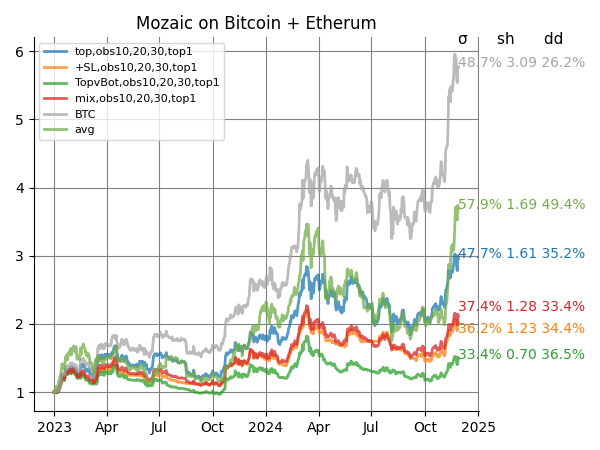 Mozaic on Bitcoin + Etherum
σ sh dd
top,obs10,20,30,top1
+SL,obs10,20,30,top1
TopvBot,obs10,20,30,top1
mix,obs10,20,30,top1
BTC
avg
48.7% 3.09 26.2%
57.9% 1.69 49.4%
47.7% 1.61 35.2%
37.4% 1.28 33.4%
36.2% 1.23 34.4%
33.4% 0.70 36.5%
6
5
4
3
2
1
2023 Apr Jul Oct 2024 Apr Jul Oct 2025